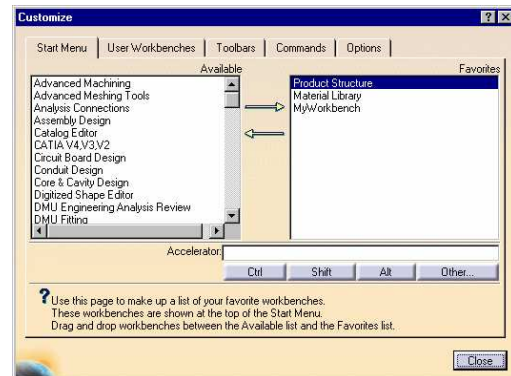 Customize
Start Menu
User Workbenches
Toolbars
Commands
Options
Available
Favorites
Advanced Machining
Advanced Meshing Tools
Analysis Connections
Assembly Design
Catalog Editor
CATIA V4,V3,V2
Circuit Board Design
Conduit Design
Core & Cavity Design
Digitized Shape Editor
DMU Engineering Analysis Review
DMU Fitting
Product Structure
Material Library
MyWorkbench
Accelerator:
Ctrl
Shift
Alt
Other...
? Use this page to make up a list of your favorite workbenches.
These workbenches are shown at the top of the Start Menu.
Drag and drop workbenches between the Available list and the Favorites list.
Close